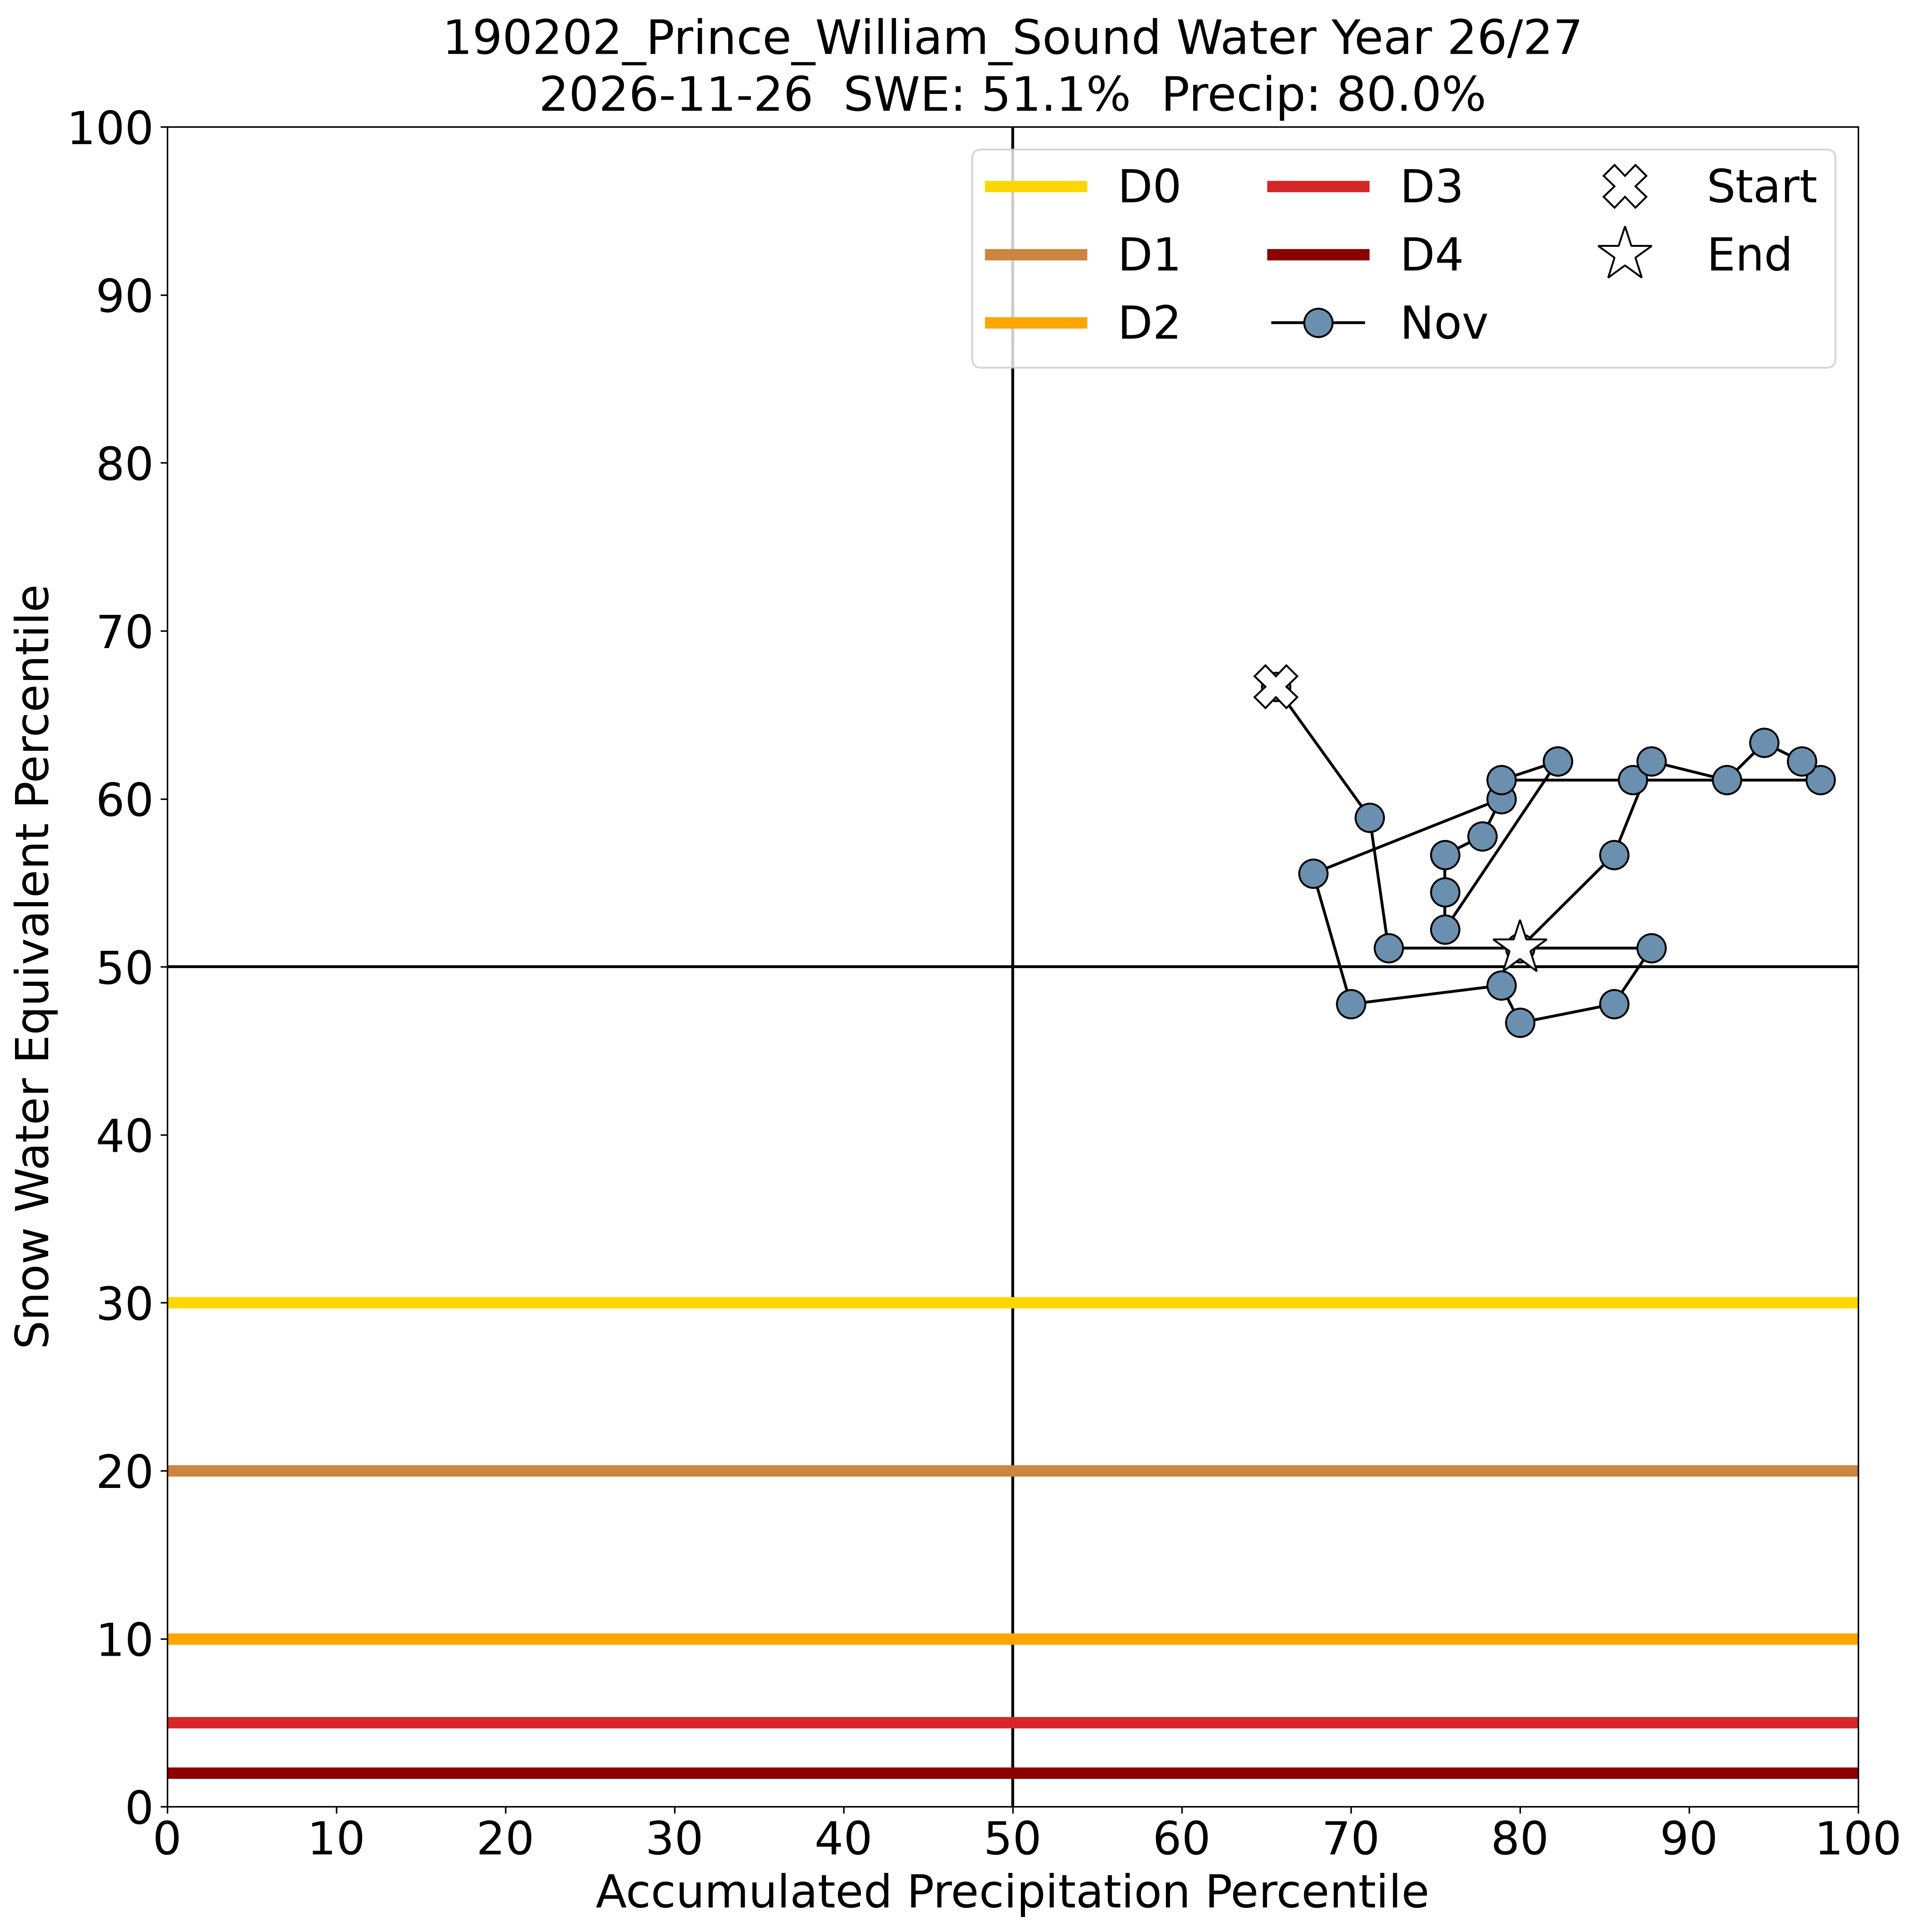 190202_Prince_William_Sound Water Year 26/27
2026-11-26  SWE: 51.1%  Precip: 80.0%
100
90
80
70
60
50
40
30
20
10
0
Snow Water Equivalent Percentile
D0
D1
D2
D3
D4
Nov
Start
End
0 10 20 30 40 50 60 70 80 90 100
Accumulated Precipitation Percentile